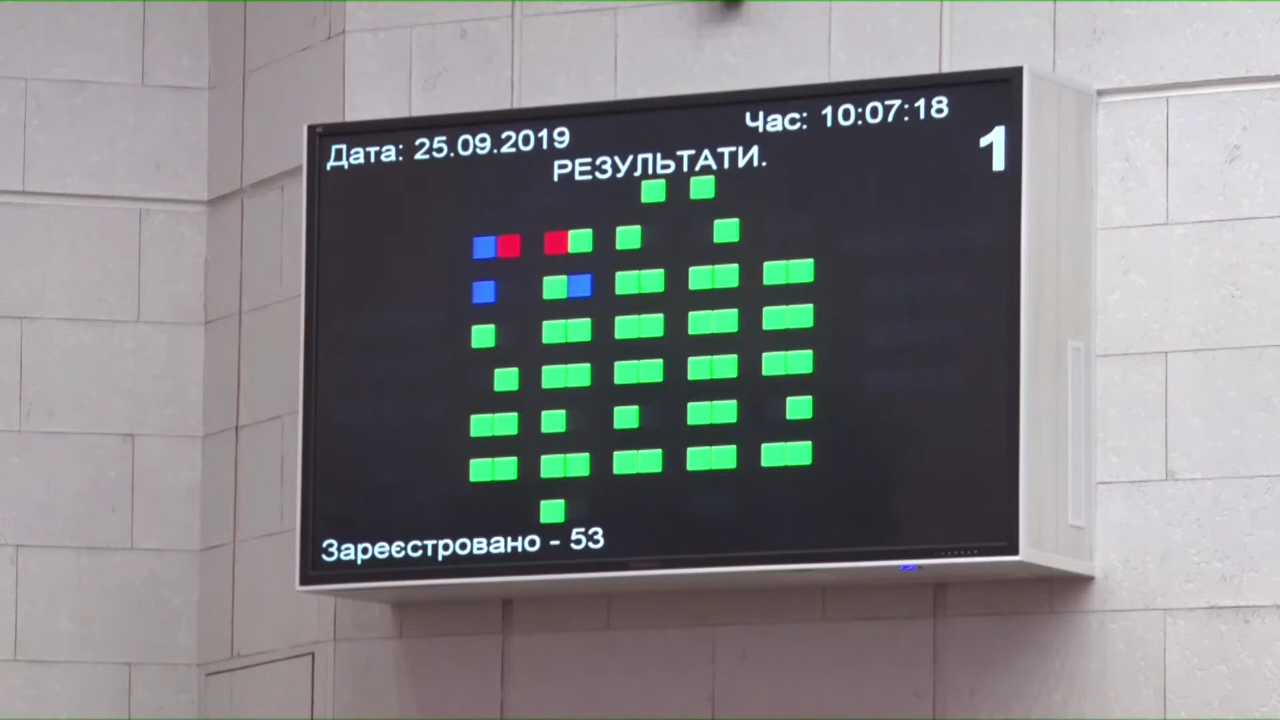 Дата: 25.09.2019
Час: 10:07:18
РЕЗУЛЬТАТИ.
1
Зареєстровано - 53